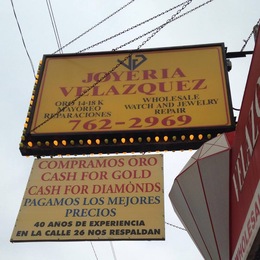 JOYERIA
VELAZQUEZ
ORO 14-18 K
MAYOREO
REPARACIONES
WHOLESALE
WATCH AND JEWELRY
REPAIR
762-2969
COMPRAMOS ORO
CASH FOR GOLD
CASH FOR DIAMONDS
PAGAMOS LOS MEJORES
PRECIOS
40 AÑOS DE EXPERIENCIA
EN LA CALLE 26 NOS RESPALDAN